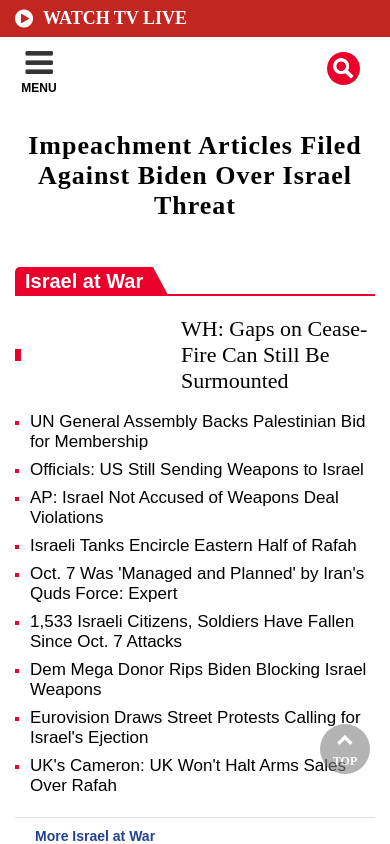 WATCH TV LIVE
MENU
Impeachment Articles Filed
Against Biden Over Israel
Threat
Israel at War
WH: Gaps on Cease-
Fire Can Still Be
Surmounted
UN General Assembly Backs Palestinian Bid
for Membership
Officials: US Still Sending Weapons to Israel
AP: Israel Not Accused of Weapons Deal
Violations
Israeli Tanks Encircle Eastern Half of Rafah
Oct. 7 Was 'Managed and Planned' by Iran's
Quds Force: Expert
1,533 Israeli Citizens, Soldiers Have Fallen
Since Oct. 7 Attacks
Dem Mega Donor Rips Biden Blocking Israel
Weapons
Eurovision Draws Street Protests Calling for
Israel's Ejection
UK's Cameron: UK Won't Halt Arms Sales
Over Rafah
TOP
More Israel at War